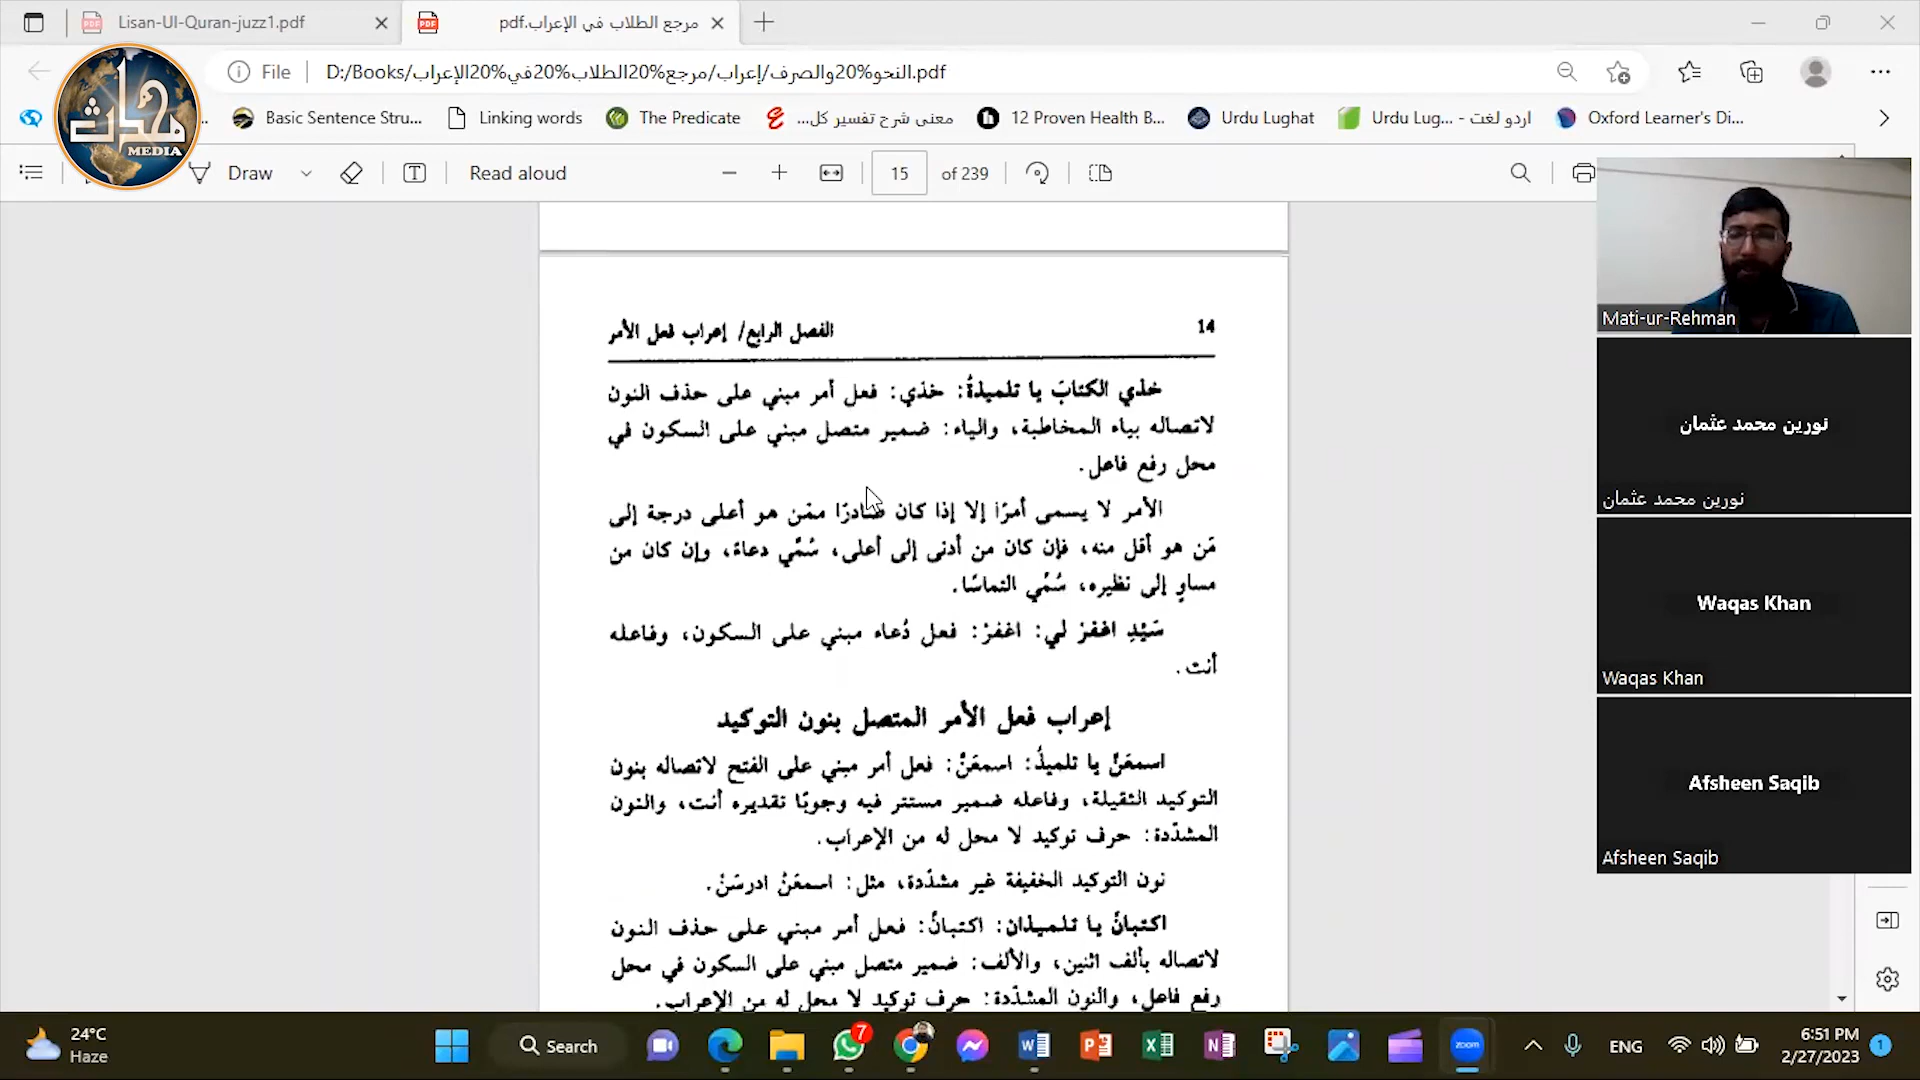 Lisan-Ul-Quran-juzz1.pdf
مرجع الطلاب في الإعراب.pdf
File
D:/Books/النحو%20والصرف/إعراب/مرجع%20الطلاب%20في%20الإعراب.pdf
Basic Sentence Stru...
Linking words
The Predicate
معنى شرح تفسير كل...
12 Proven Health B...
Urdu Lughat
اردو لغت - Urdu Lug...
Oxford Learner's Di...
محدث
MEDIA
Draw
Read aloud
15 of 239
14
الفصل الرابع/ إعراب فعل الأمر
خذي الكتابَ يا تلميذةُ: خذي: فعل أمر مبني على حذف النون
لاتصاله بياء المخاطبة، والياء: ضمير متصل مبني على السكون في
محل رفع فاعل.
الأمر لا يسمى أمرًا إلا إذا كان صادرًا ممّن هو أعلى درجة إلى
مَن هو أقل منه، فإن كان من أدنى إلى أعلى، سُمِّي دعاءً، وإن كان من
مساوٍ إلى نظيره، سُمِّي التماسًا.
سَيِّدِ اغفرْ لي: اغفرْ: فعل دُعاء مبني على السكون، وفاعله
أنت.
إعراب فعل الأمر المتصل بنون التوكيد
اسمعَنَّ يا تلميذُ: اسمعَنَّ: فعل أمر مبني على الفتح لاتصاله بنون
التوكيد الثقيلة، وفاعله ضمير مستتر فيه وجوبًا تقديره أنت، والنون
المشدّدة: حرف توكيد لا محل له من الإعراب.
نون التوكيد الخفيفة غير مشدّدة، مثل: اسمعَنْ ادرسَنْ.
اكتبانِّ يا تلميذان: اكتبانِّ: فعل أمر مبني على حذف النون
لاتصاله بألف اثنين، والألف: ضمير متصل مبني على السكون في محل
رفع فاعل، والنون المشدّدة: حرف توكيد لا محل له من الإعراب.
Mati-ur-Rehman
نورين محمد عثمان
نورين محمد عثمان
Waqas Khan
Waqas Khan
Afsheen Saqib
Afsheen Saqib
24°C
Haze
Search
7
zoom
ENG
6:51 PM
2/27/2023
1